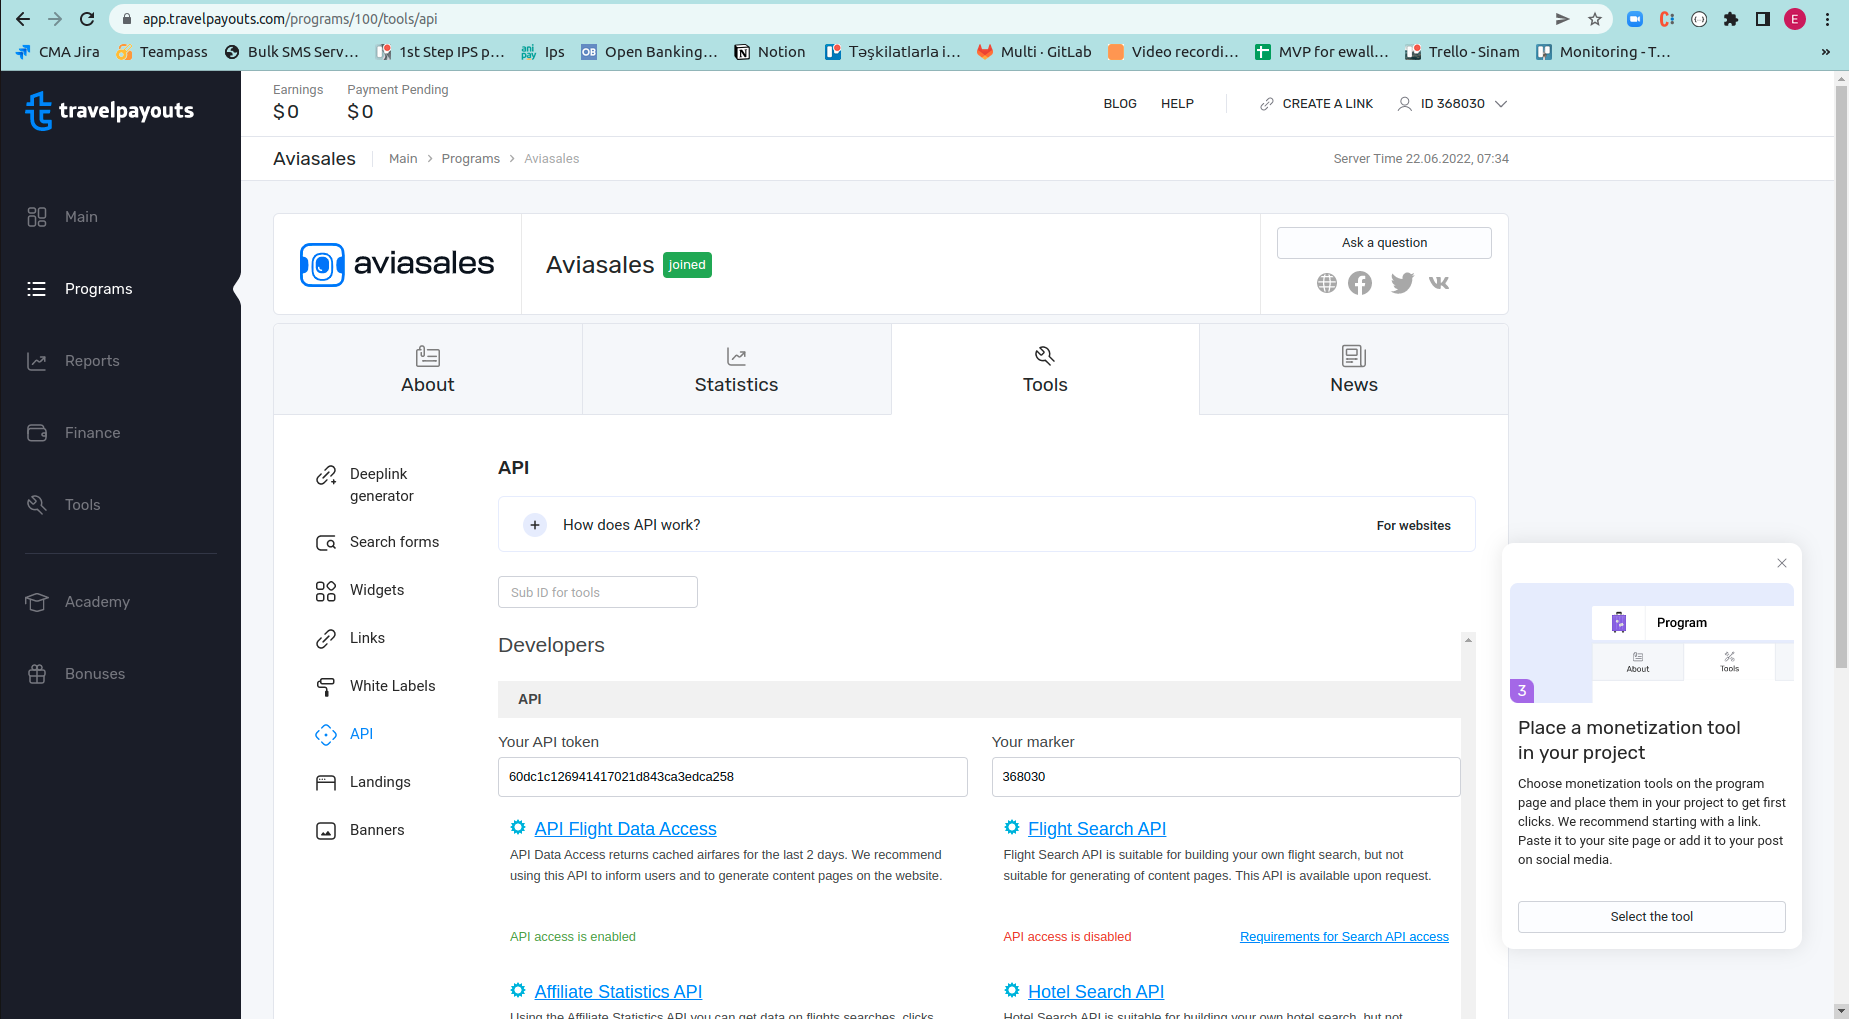 app.travelpayouts.com/programs/100/tools/api
E
CMA Jira
Teampass
Bulk SMS Serv...
1st Step IPS p...
ani pay
Ips
OB
Open Banking...
Notion
Təşkilatlarla i...
Multi · GitLab
Video recordi...
MVP for ewall...
Trello - Sinam
Monitoring - T...
»
travelpayouts
Main
Programs
Reports
Finance
Tools
Academy
Bonuses
Earnings
$ 0
Payment Pending
$ 0
BLOG
HELP
CREATE A LINK
ID 368030
Aviasales
Main > Programs > Aviasales
Server Time 22.06.2022, 07:34
aviasales
Aviasales
joined
Ask a question
About
Statistics
Tools
News
Deeplink
generator
Search forms
Widgets
Links
White Labels
API
Landings
Banners
API
+ How does API work?
For websites
Sub ID for tools
Developers
API
Your API token
60dc1c126941417021d843ca3edca258
Your marker
368030
API Flight Data Access
API Data Access returns cached airfares for the last 2 days. We recommend
using this API to inform users and to generate content pages on the website.
API access is enabled
Flight Search API
Flight Search API is suitable for building your own flight search, but not
suitable for generating of content pages. This API is available upon request.
API access is disabled
Requirements for Search API access
Affiliate Statistics API
Using the Affiliate Statistics API you can get data on flights searches, clicks,
Hotel Search API
Hotel Search API is suitable for building your own hotel search, but not
Program
About
Tools
3
Place a monetization tool
in your project
Choose monetization tools on the program
page and place them in your project to get first
clicks. We recommend starting with a link.
Paste it to your site page or add it to your post
on social media.
Select the tool